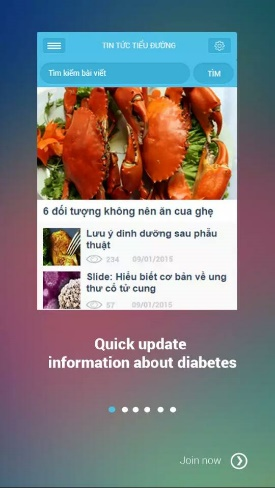 TIN TỨC TIỂU ĐƯỜNG
Tìm kiếm bài viết
TÌM
6 đối tượng không nên ăn cua ghẹ
Lưu ý dinh dưỡng sau phẫu
thuật
234 09/01/2015
Slide: Hiểu biết cơ bản về ung
thư cổ tử cung
87 09/01/2015
Quick update
information about diabetes
Join now